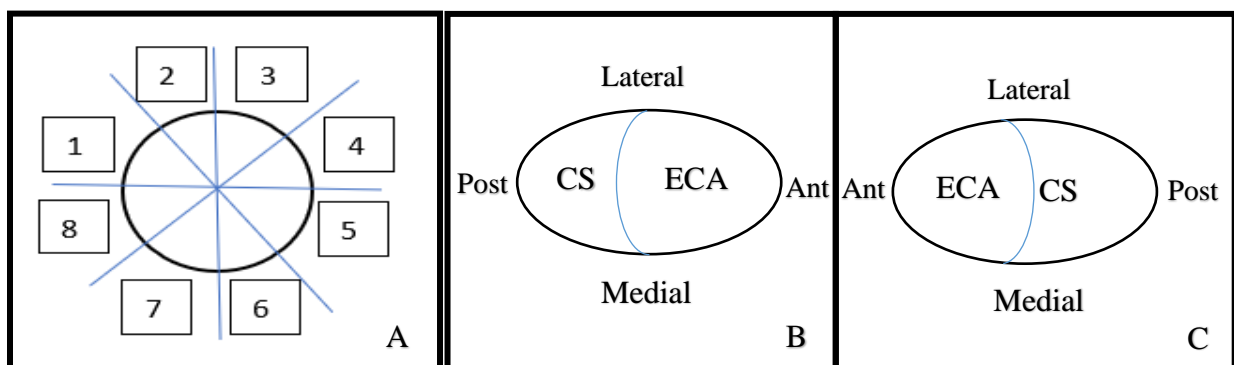 2 3
1 4
8 5
7 6
A
Lateral
Post CS ECA Ant
Medial
B
Lateral
Ant ECA CS Post
Medial
C